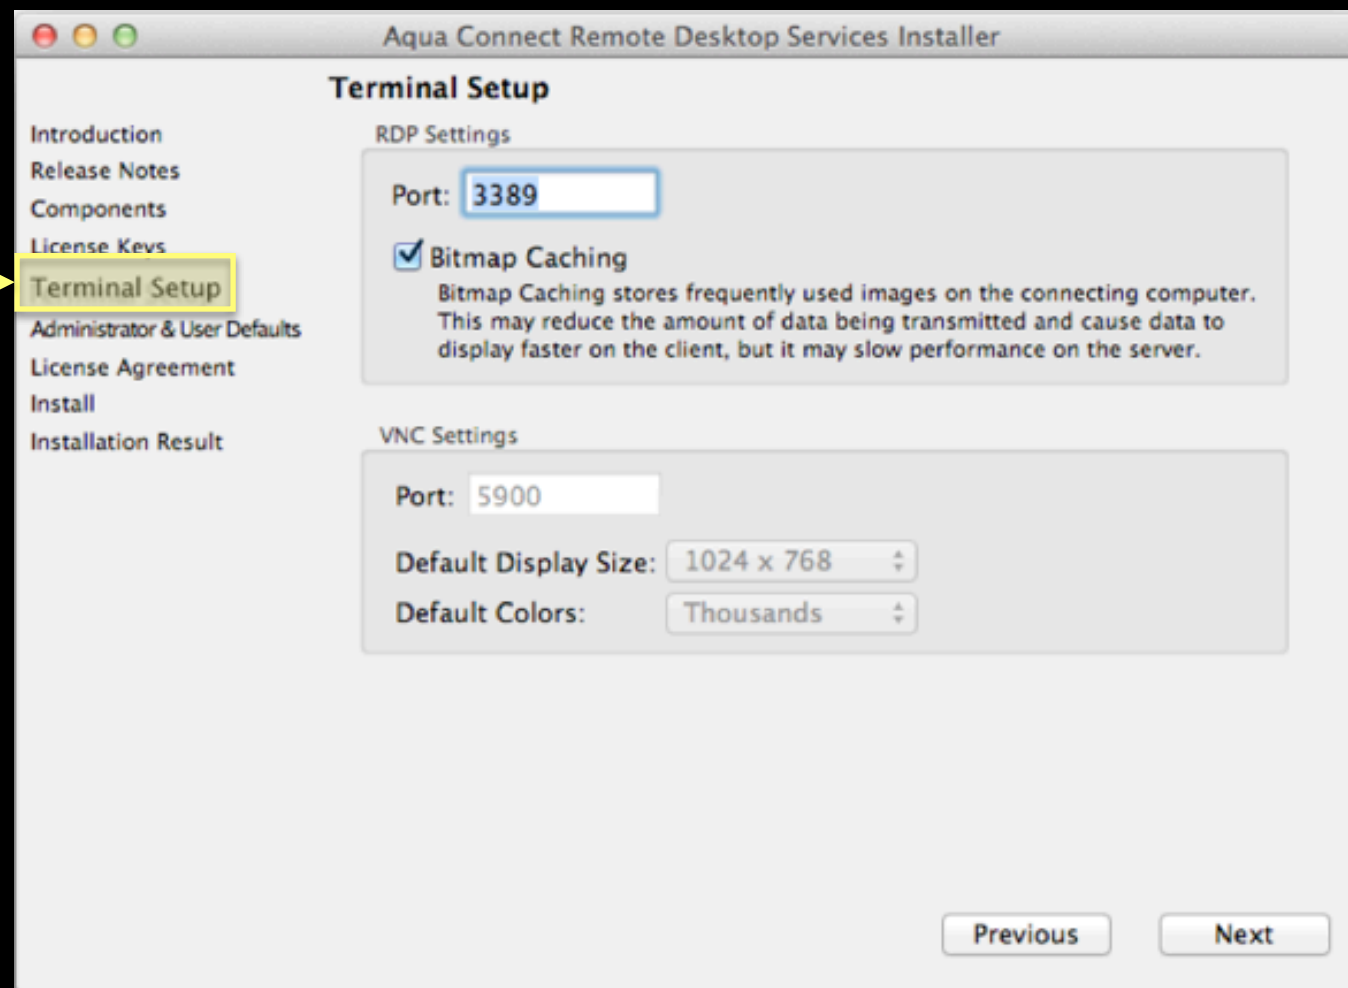 Aqua Connect Remote Desktop Services Installer
Terminal Setup
Introduction
Release Notes
Components
License Keys
Terminal Setup
Administrator & User Defaults
License Agreement
Install
Installation Result
RDP Settings
Port: 3389
Bitmap Caching
Bitmap Caching stores frequently used images on the connecting computer.
This may reduce the amount of data being transmitted and cause data to
display faster on the client, but it may slow performance on the server.
VNC Settings
Port: 5900
Default Display Size: 1024 x 768
Default Colors: Thousands
Previous
Next